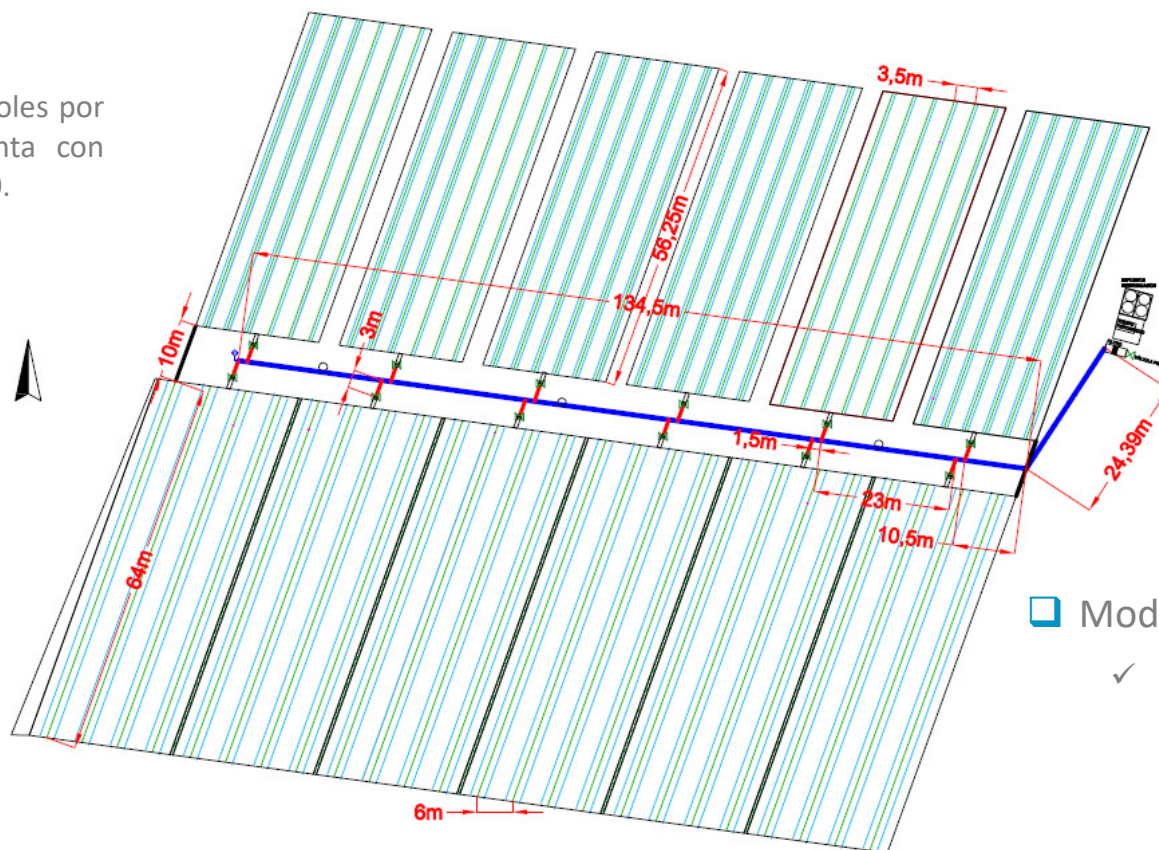 oles por
nta con
).
3,5m
56,25m
134,5m
3m
10m
1,5m
23m
10,5m
24,39m
64m
6m
Mod